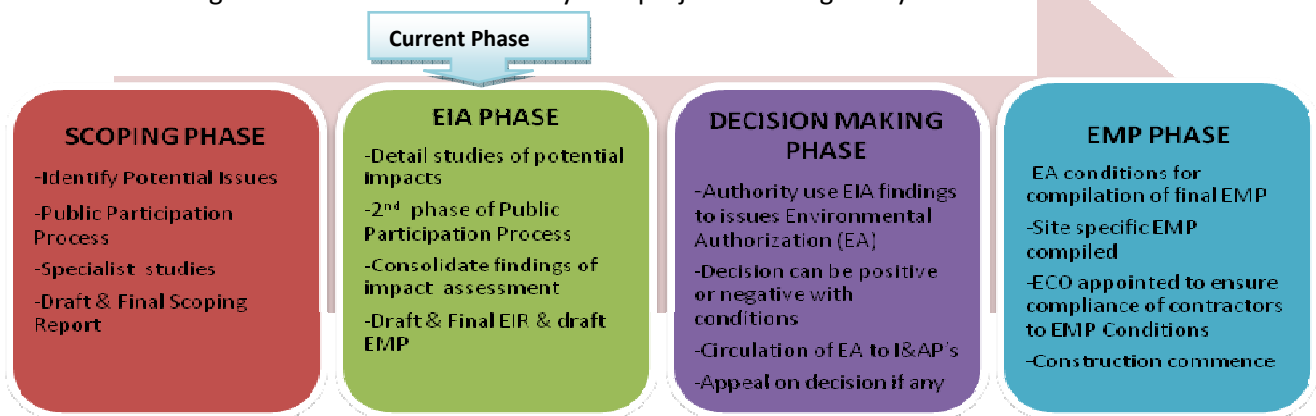 Current Phase
SCOPING PHASE
-Identify Potential Issues
-Public Participation
Process
-Specialist studies
-Draft & Final Scoping
Report
EIA PHASE
-Detail studies of potential
impacts
-2nd phase of Public
Participation Process
-Consolidate findings of
impact assessment
-Draft & Final EIR & draft
EMP
DECISION MAKING
PHASE
-Authority use EIA findings
to issues Environmental
Authorization (EA)
-Decision can be positive
or negative with
conditions
-Circulation of EA to I&AP's
-Appeal on decision if any
EMP PHASE
EA conditions for
compilation of final EMP
-Site specific EMP
compiled
-ECO appointed to ensure
compliance of contractors
to EMP Conditions
-Construction commence